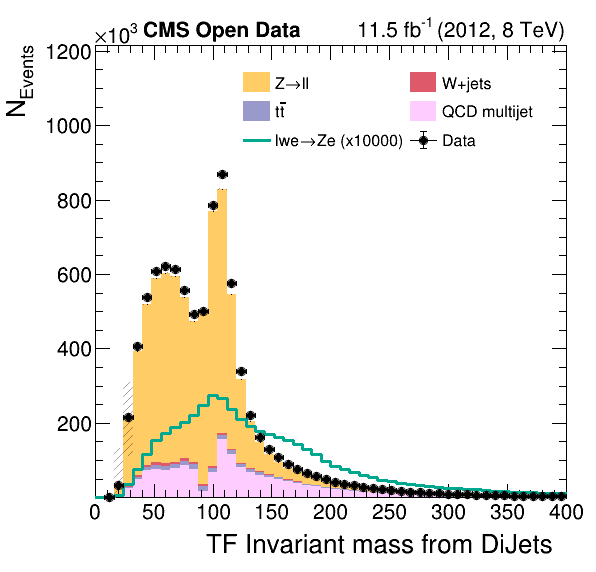 ×10³ CMS Open Data 11.5 fb⁻¹ (2012, 8 TeV)
N_Events
1200
1000
800
600
400
200
Z→ll W+jets
tt̄ QCD multijet
lwe→Ze (x10000) Data
0 50 100 150 200 250 300 350 400
TF Invariant mass from DiJets